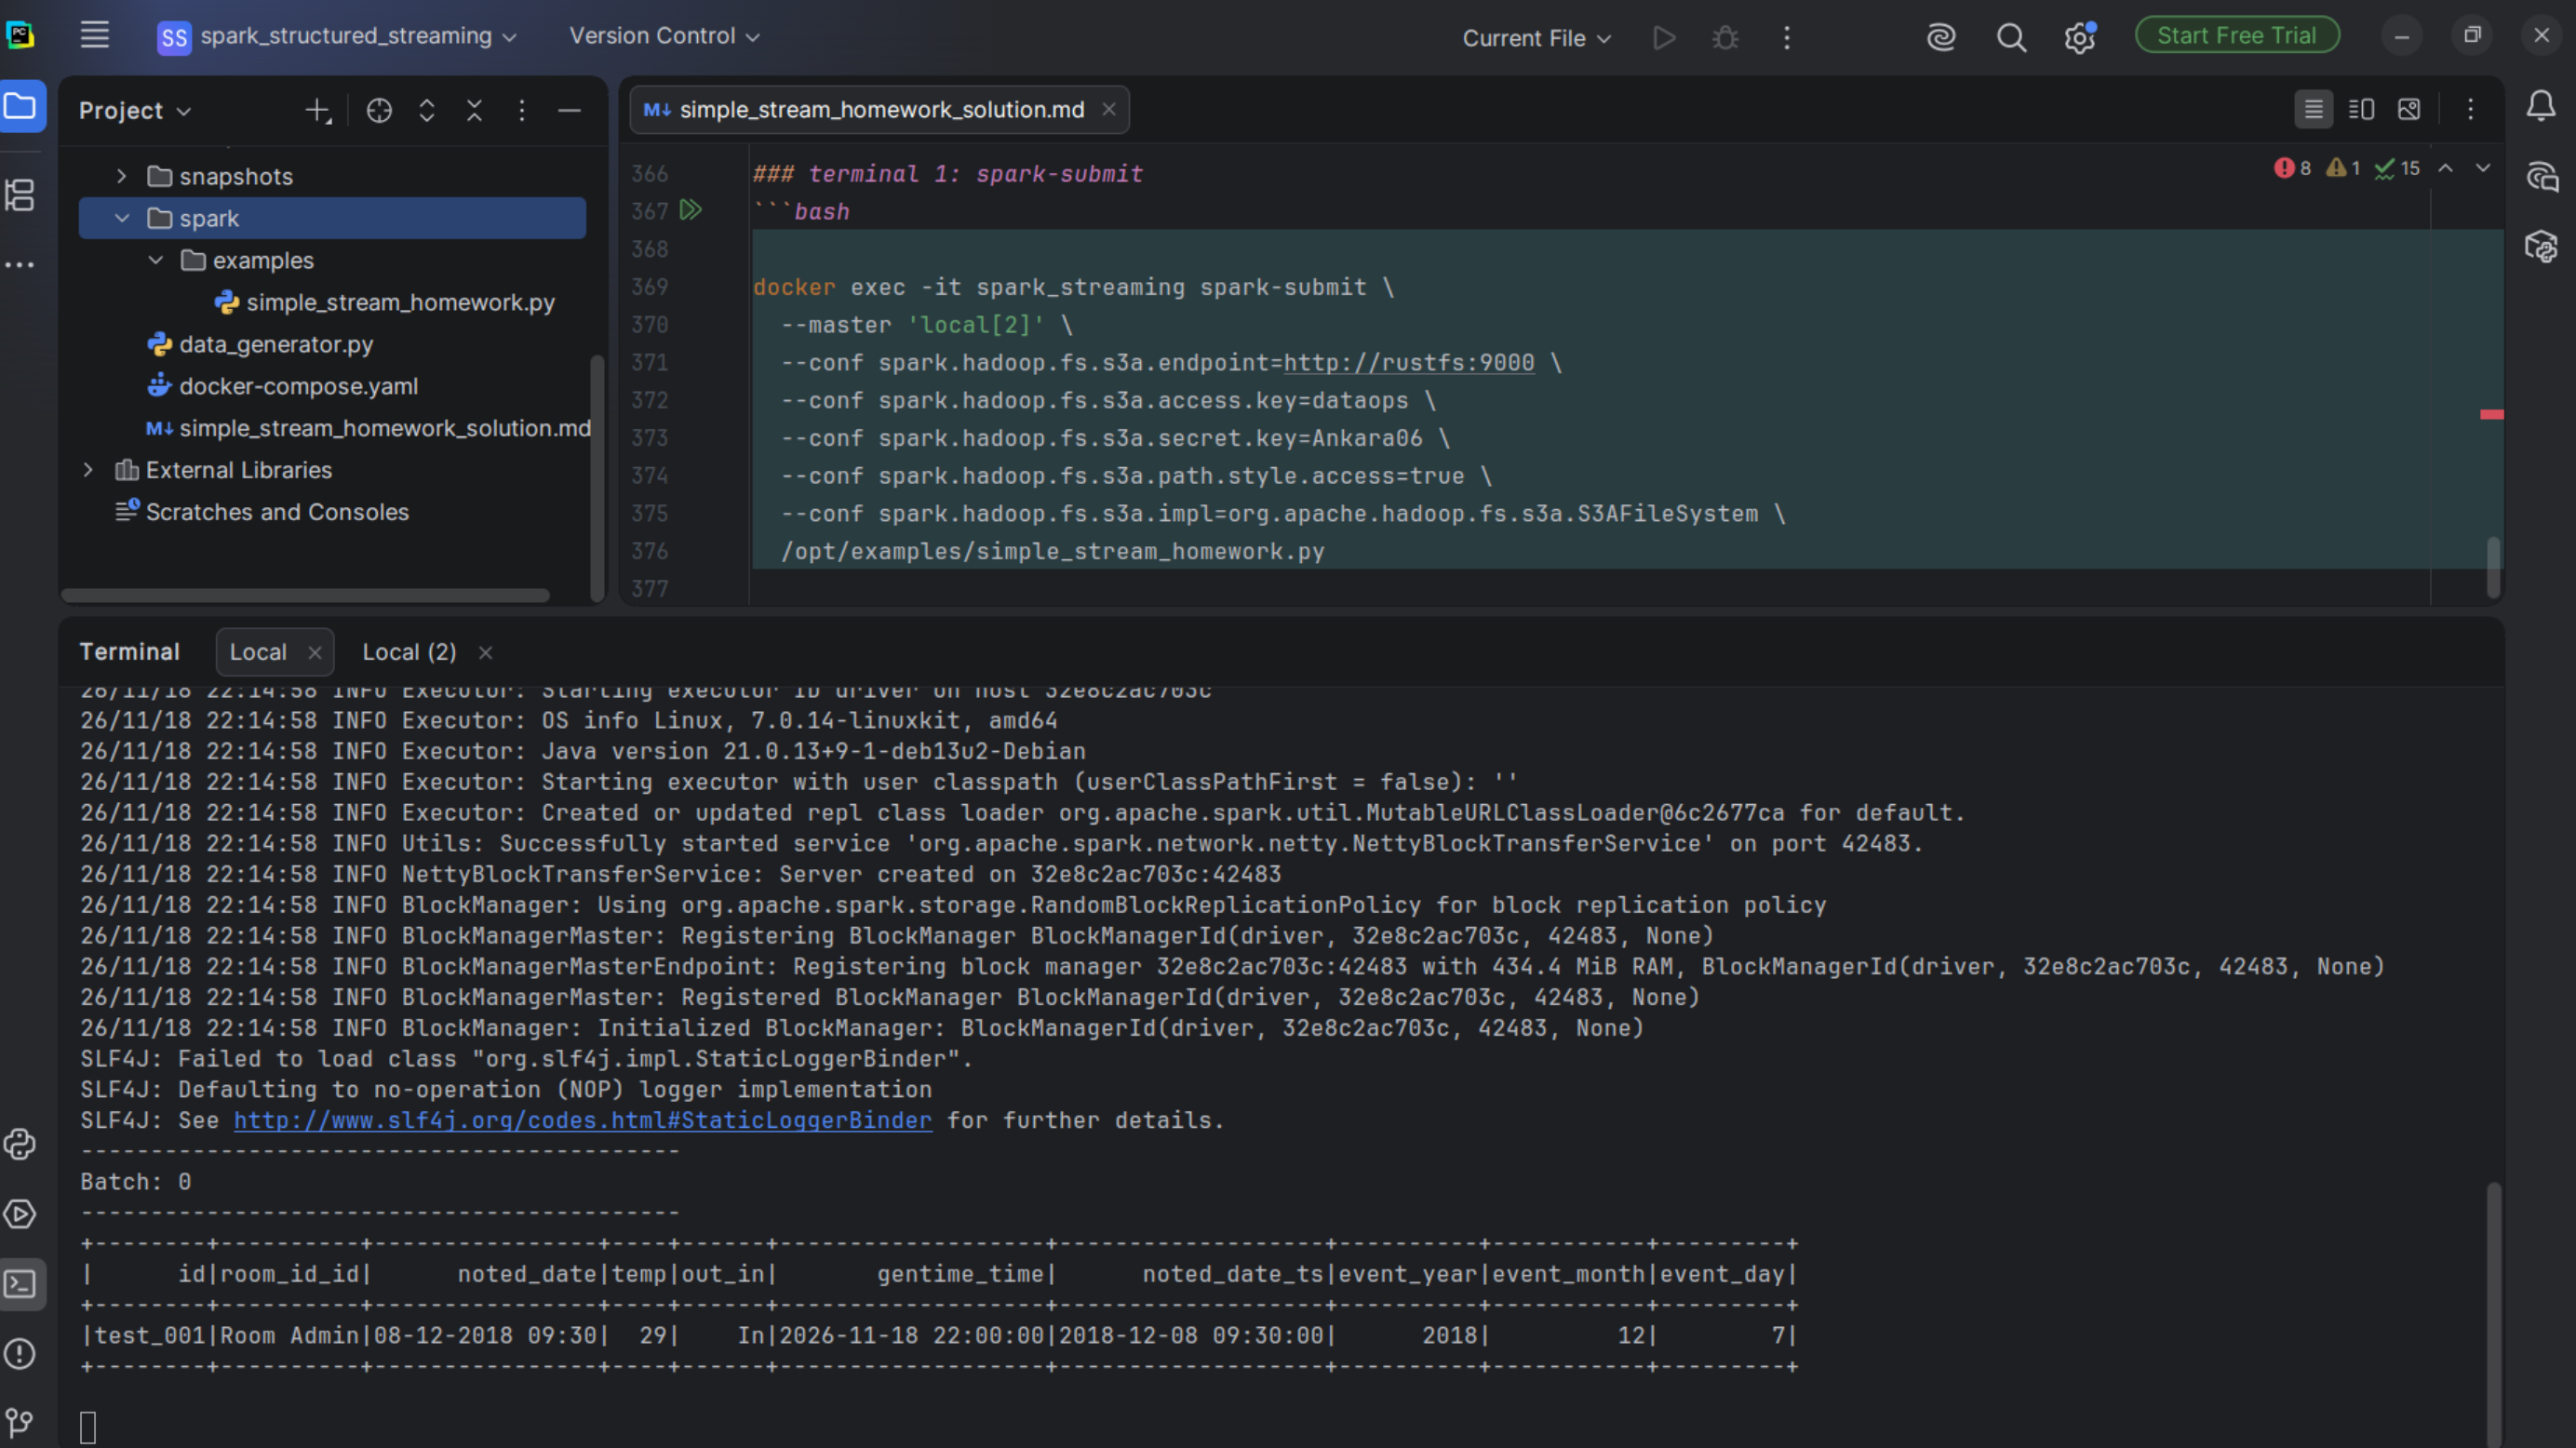 PC
SS spark_structured_streaming
Version Control
Current File
Start Free Trial
Project
snapshots
spark
examples
simple_stream_homework.py
data_generator.py
docker-compose.yaml
M↓ simple_stream_homework_solution.md
External Libraries
Scratches and Consoles
M↓ simple_stream_homework_solution.md
8 1 15
366 ### terminal 1: spark-submit
367 ```bash
368
369 docker exec -it spark_streaming spark-submit \
370 --master 'local[2]' \
371 --conf spark.hadoop.fs.s3a.endpoint=http://rustfs:9000 \
372 --conf spark.hadoop.fs.s3a.access.key=dataops \
373 --conf spark.hadoop.fs.s3a.secret.key=Ankara06 \
374 --conf spark.hadoop.fs.s3a.path.style.access=true \
375 --conf spark.hadoop.fs.s3a.impl=org.apache.hadoop.fs.s3a.S3AFileSystem \
376 /opt/examples/simple_stream_homework.py
377
Terminal
Local
Local (2)
26/11/18 22:14:58 INFO Executor: Starting executor ID driver on host 32e8c2ac703c
26/11/18 22:14:58 INFO Executor: OS info Linux, 7.0.14-linuxkit, amd64
26/11/18 22:14:58 INFO Executor: Java version 21.0.13+9-1-deb13u2-Debian
26/11/18 22:14:58 INFO Executor: Starting executor with user classpath (userClassPathFirst = false): ''
26/11/18 22:14:58 INFO Executor: Created or updated repl class loader org.apache.spark.util.MutableURLClassLoader@6c2677ca for default.
26/11/18 22:14:58 INFO Utils: Successfully started service 'org.apache.spark.network.netty.NettyBlockTransferService' on port 42483.
26/11/18 22:14:58 INFO NettyBlockTransferService: Server created on 32e8c2ac703c:42483
26/11/18 22:14:58 INFO BlockManager: Using org.apache.spark.storage.RandomBlockReplicationPolicy for block replication policy
26/11/18 22:14:58 INFO BlockManagerMaster: Registering BlockManager BlockManagerId(driver, 32e8c2ac703c, 42483, None)
26/11/18 22:14:58 INFO BlockManagerMasterEndpoint: Registering block manager 32e8c2ac703c:42483 with 434.4 MiB RAM, BlockManagerId(driver, 32e8c2ac703c, 42483, None)
26/11/18 22:14:58 INFO BlockManagerMaster: Registered BlockManager BlockManagerId(driver, 32e8c2ac703c, 42483, None)
26/11/18 22:14:58 INFO BlockManager: Initialized BlockManager: BlockManagerId(driver, 32e8c2ac703c, 42483, None)
SLF4J: Failed to load class "org.slf4j.impl.StaticLoggerBinder".
SLF4J: Defaulting to no-operation (NOP) logger implementation
SLF4J: See http://www.slf4j.org/codes.html#StaticLoggerBinder for further details.
-------------------------------------------
Batch: 0
-------------------------------------------
+--------+----------+----------------+----+------+-------------------+-------------------+----------+-----------+---------+
|      id|room_id_id|      noted_date|temp|out_in|       gentime_time|      noted_date_ts|event_year|event_month|event_day|
+--------+----------+----------------+----+------+-------------------+-------------------+----------+-----------+---------+
|test_001|Room Admin|08-12-2018 09:30|  29|    In|2026-11-18 22:00:00|2018-12-08 09:30:00|      2018|         12|        7|
+--------+----------+----------------+----+------+-------------------+-------------------+----------+-----------+---------+